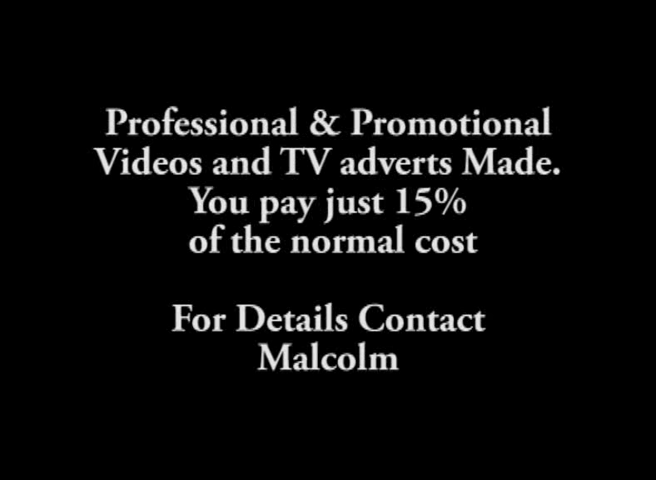 Professional & Promotional
Videos and TV adverts Made.
You pay just 15%
of the normal cost
For Details Contact
Malcolm